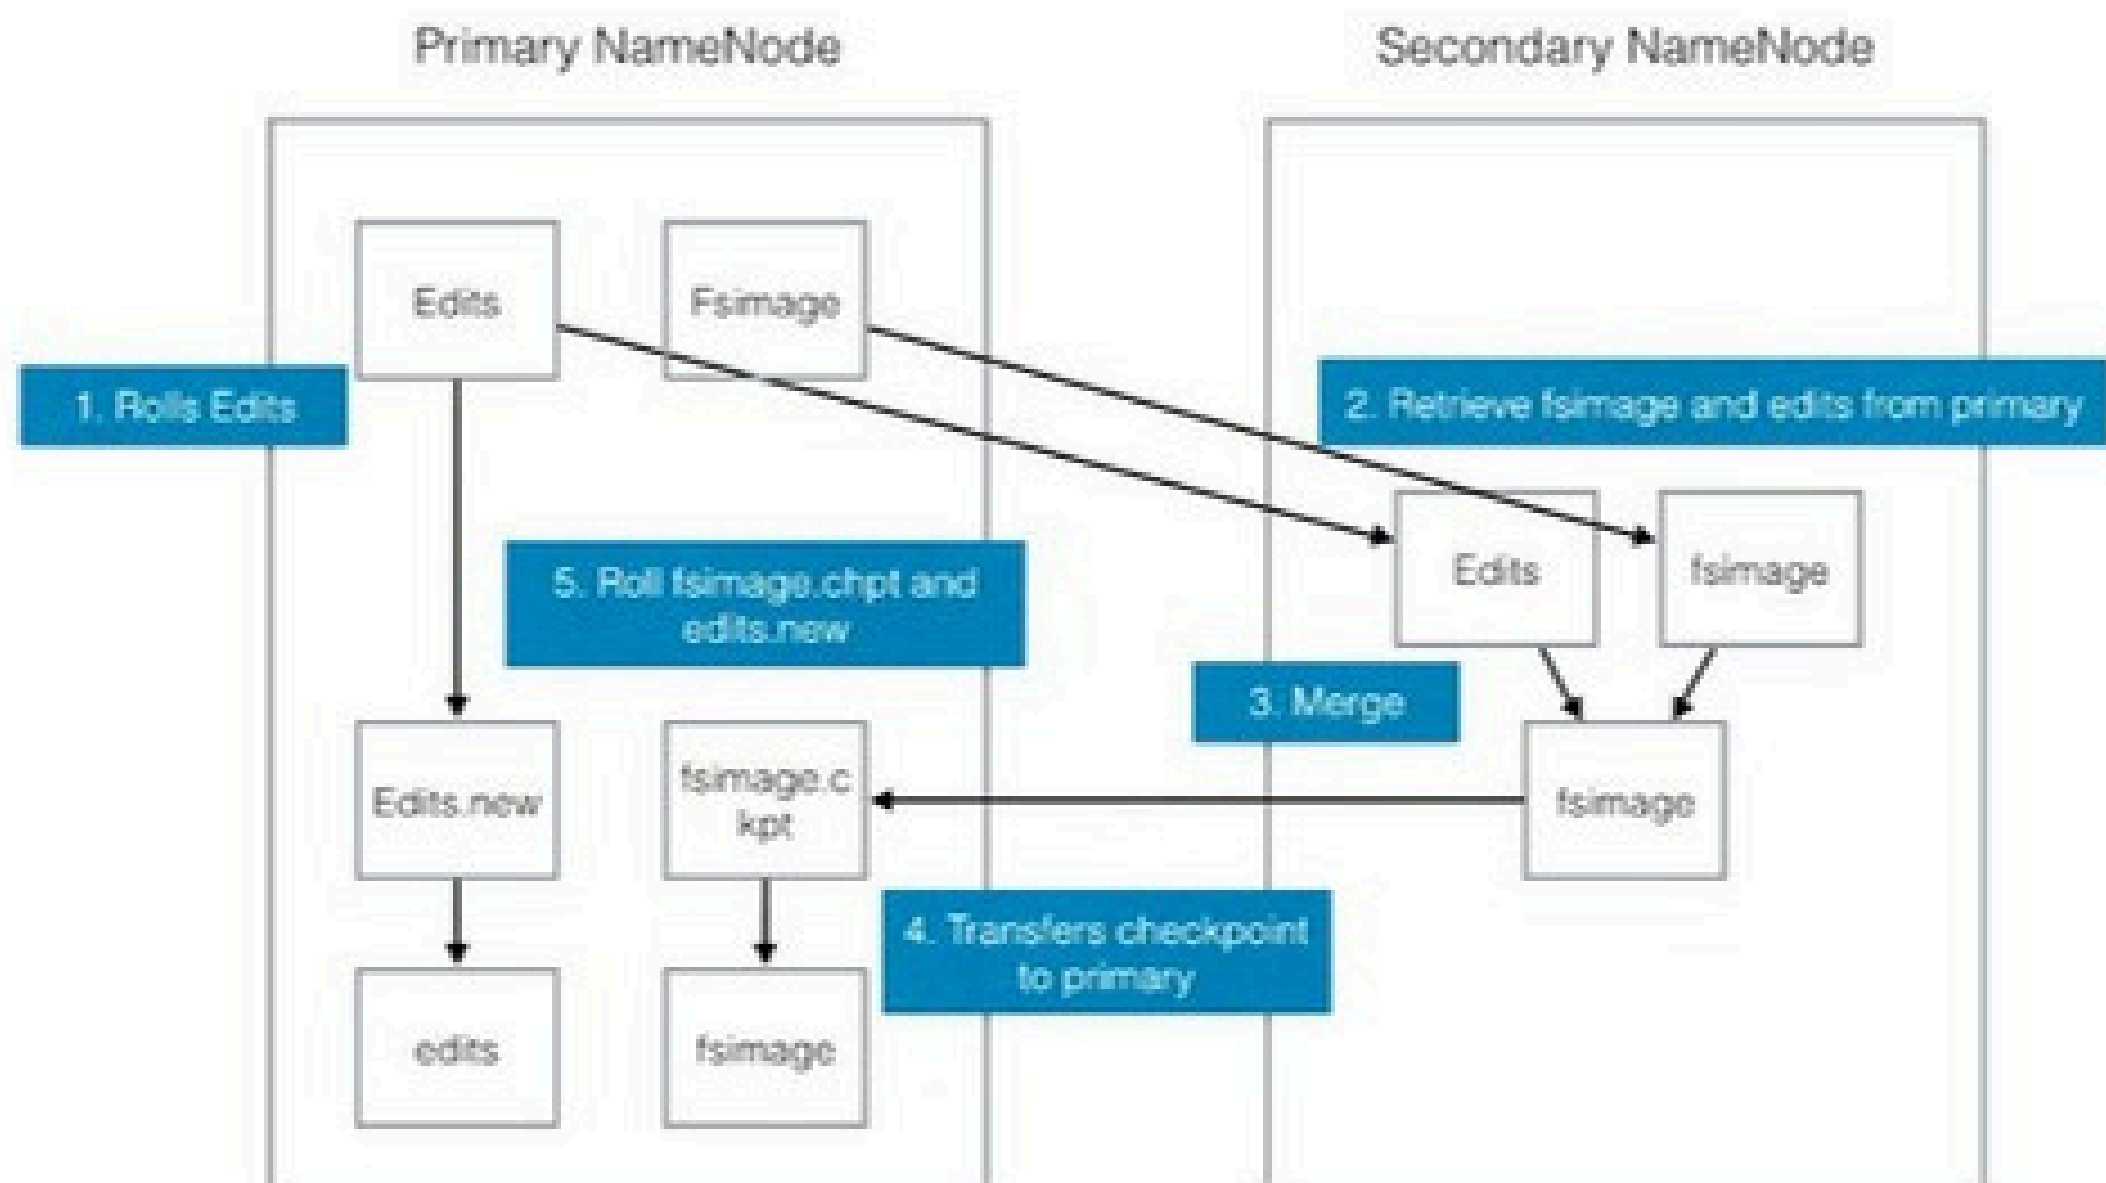 Primary NameNode
Secondary NameNode
Edits
Fsimage
1. Rolls Edits
2. Retrieve fsimage and edits from primary
5. Roll fsimage.chpt and
edits.new
Edits
fsimage
3. Merge
Edits.new
fsimage.c
kpt
fsimage
4. Transfers checkpoint
to primary
edits
fsimage